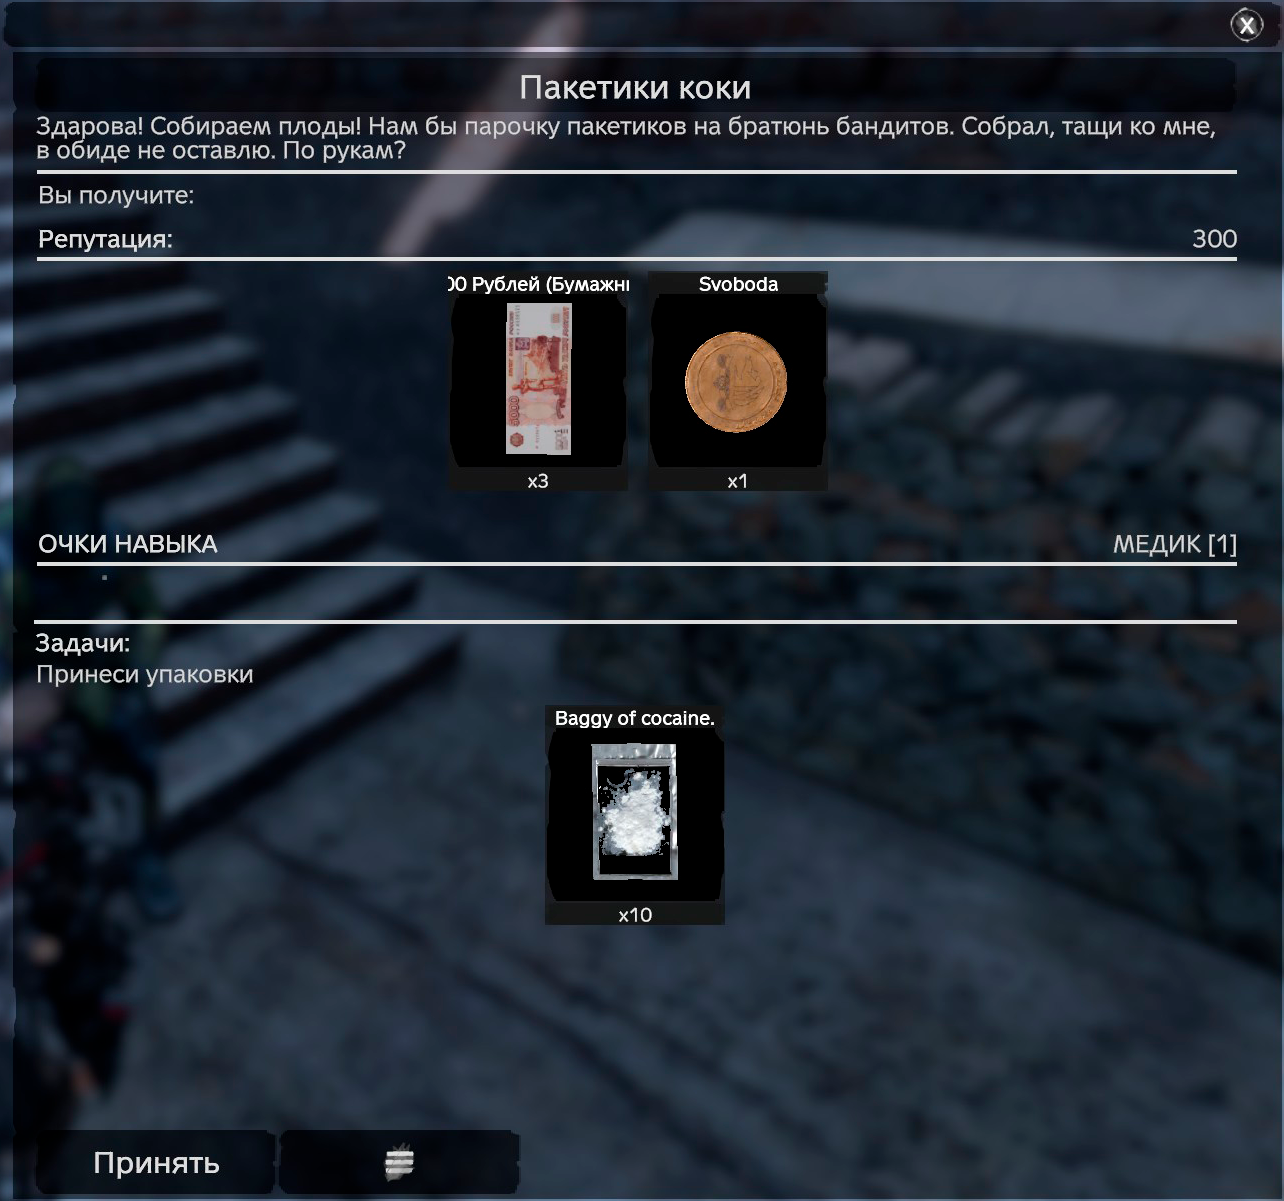 X
Пакетики коки
Здарова! Собираем плоды! Нам бы парочку пакетиков на братюнь бандитов. Собрал, тащи ко мне,
в обиде не оставлю. По рукам?
Вы получите:
Репутация: 300
00 Рублей (Бумажн Svoboda
5000
x3 x1
ОЧКИ НАВЫКА МЕДИК [1]
Задачи:
Принеси упаковки
Baggy of cocaine.
x10
Принять